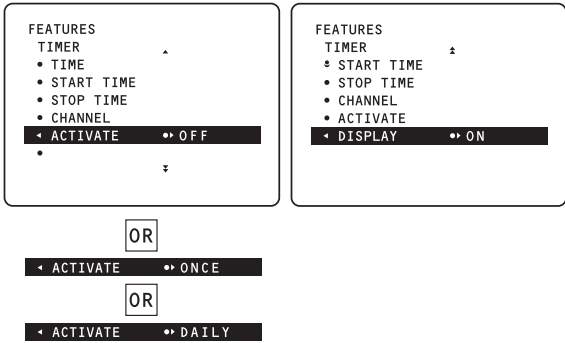 FEATURES
TIMER
• TIME
• START TIME
• STOP TIME
• CHANNEL
ACTIVATE OFF
•
OR
ACTIVATE ONCE
OR
ACTIVATE DAILY
FEATURES
TIMER
• START TIME
• STOP TIME
• CHANNEL
• ACTIVATE
DISPLAY ON